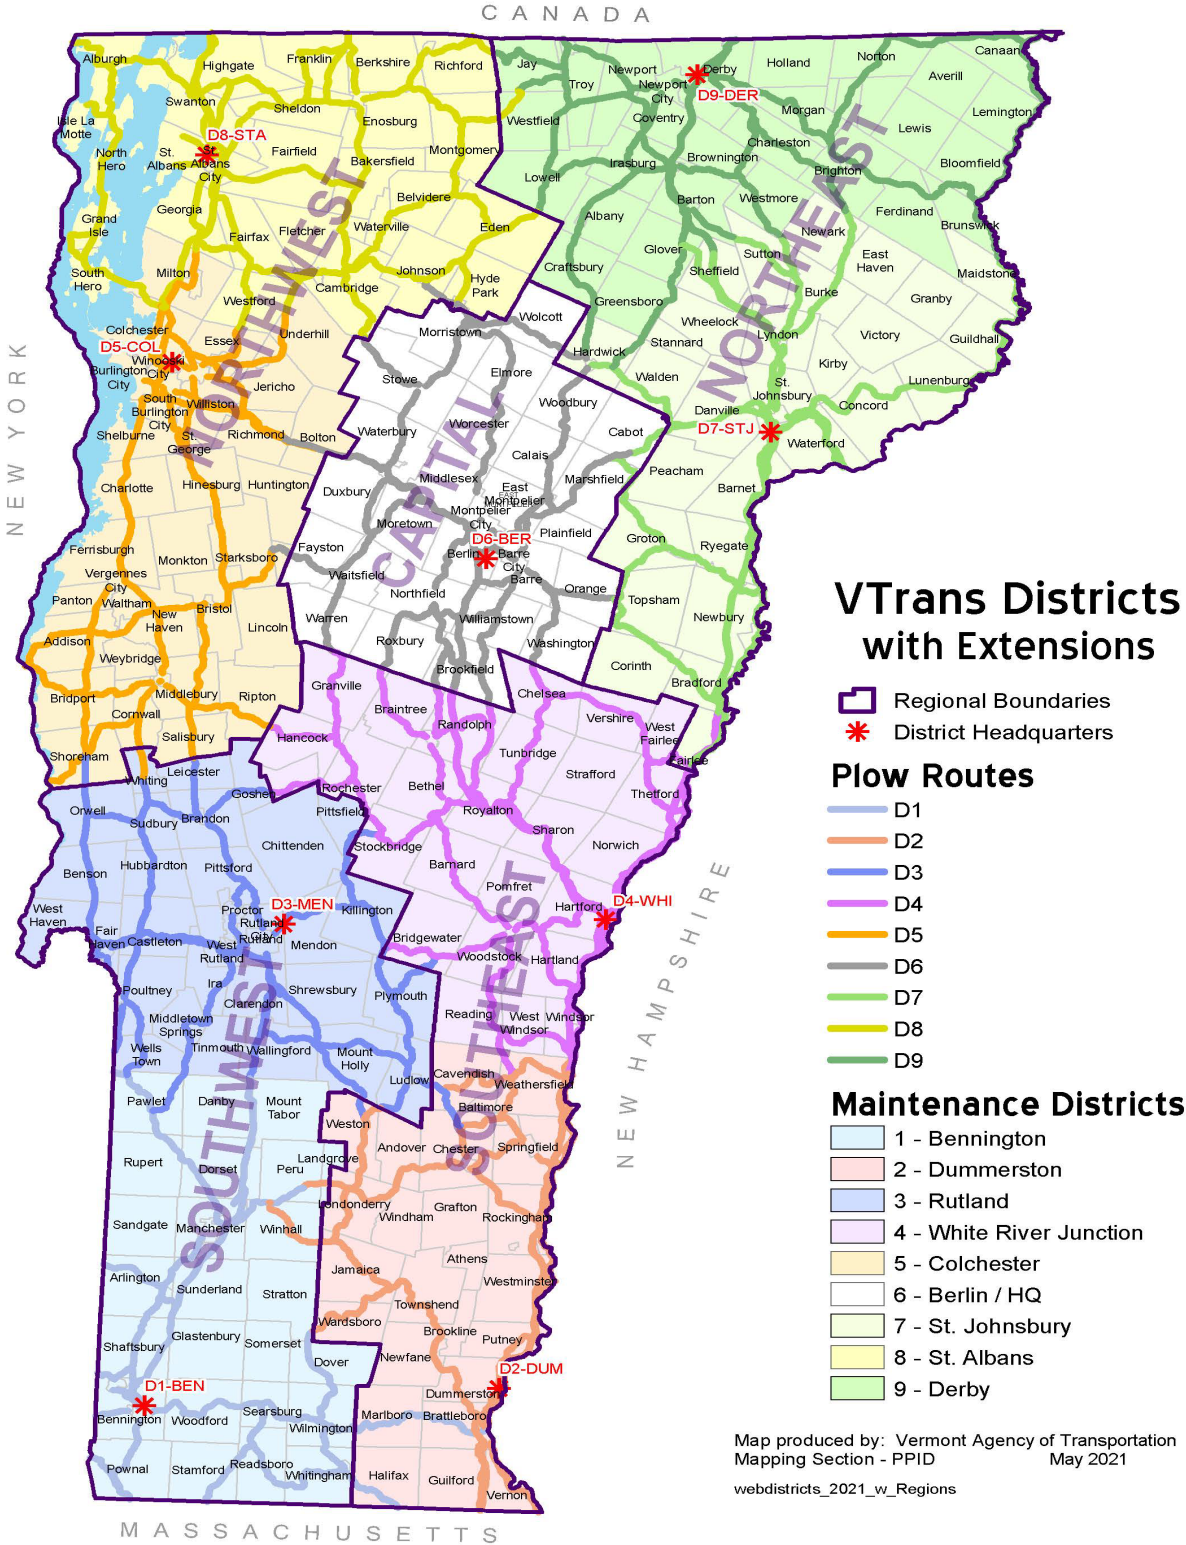 CANADA
Alburgh
Highgate
Franklin
Berkshire
Richford
Jay
Troy
Newport
Newport
City
Derby
D9-DER
Holland
Norton
Canaan
Averill
Lemington
Swanton
Sheldon
Enosburg
Isle La
Motte
D8-STA
North
Hero
St.
Albans
St.
Albans
City
Fairfield
Bakersfield
Montgomery
Westfield
Coventry
Morgan
Charleston
Lewis
Bloomfield
Lowell
Irasburg
Brownington
Brighton
Grand
Isle
Georgia
Fairfax
Fletcher
Waterville
Belvidere
Eden
Albany
Barton
Westmore
Ferdinand
Brunswick
Newark
South
Hero
Milton
Westford
Cambridge
Johnson
Hyde
Park
Craftsbury
Glover
Sheffield
Sutton
East
Haven
Maidstone
NORTHWEST
NORTHEAST
Greensboro
Burke
Granby
Wolcott
Colchester
D5-COL
Winooski
City
Burlington
City
Essex
Underhill
Morristown
Wheelock
Stannard
Lyndon
Victory
Guildhall
Hardwick
Jericho
Stowe
Elmore
Walden
Kirby
Lunenburg
South
Burlington
City
Williston
Woodbury
Danville
St.
Johnsbury
Concord
Shelburne
St.
George
Richmond
Bolton
Waterbury
Worcester
Cabot
D7-STJ
Waterford
NEW YORK
CAPITAL
Calais
Peacham
Charlotte
Hinesburg
Huntington
Duxbury
Middlesex
East
Montpelier
Marshfield
Barnet
Moretown
Montpelier
City
Plainfield
D6-BER
Groton
Ryegate
Ferrisburgh
Monkton
Starksboro
Fayston
Berlin
Barre
City
Barre
Vergennes
City
Waitsfield
Northfield
Orange
Panton
Waltham
New
Haven
Bristol
Lincoln
Warren
Williamstown
Topsham
Newbury
Addison
Weybridge
Roxbury
Washington
Brookfield
Corinth
Bradford
Bridport
Middlebury
Ripton
Granville
Chelsea
Cornwall
Braintree
Randolph
Vershire
West
Fairlee
Fairlee
Salisbury
Hancock
Tunbridge
Shoreham
Whiting
Leicester
Goshen
Rochester
Bethel
Strafford
Thetford
Orwell
Sudbury
Brandon
Pittsfield
Royalton
Sharon
Chittenden
Stockbridge
Norwich
Benson
Hubbardton
Pittsford
Barnard
Pomfret
West
Haven
Proctor
D3-MEN
Killington
Hartford
D4-WHI
Fair
Haven
Castleton
Rutland
City
West
Rutland
Rutland
Mendon
Bridgewater
Woodstock
Hartland
Poultney
Ira
Clarendon
Shrewsbury
Plymouth
Reading
West
Windsor
Windsor
SOUTHWEST
SOUTHEAST
NEW HAMPSHIRE
Middletown
Springs
Wells
Town
Tinmouth
Wallingford
Mount
Holly
Ludlow
Cavendish
Weathersfield
Pawlet
Danby
Mount
Tabor
Weston
Baltimore
Andover
Chester
Springfield
Rupert
Dorset
Peru
Landgrove
Londonderry
Windham
Grafton
Rockingham
Sandgate
Manchester
Winhall
Athens
Jamaica
Westminster
Arlington
Sunderland
Stratton
Townshend
Wardsboro
Brookline
Putney
Shaftsbury
Glastenbury
Somerset
Dover
Newfane
D1-BEN
D2-DUM
Dummerston
Bennington
Woodford
Searsburg
Wilmington
Marlboro
Brattleboro
Pownal
Stamford
Readsboro
Whitingham
Halifax
Guilford
Vernon
MASSACHUSETTS
VTrans Districts
with Extensions
Regional Boundaries
District Headquarters
Plow Routes
D1
D2
D3
D4
D5
D6
D7
D8
D9
Maintenance Districts
1 - Bennington
2 - Dummerston
3 - Rutland
4 - White River Junction
5 - Colchester
6 - Berlin / HQ
7 - St. Johnsbury
8 - St. Albans
9 - Derby
Map produced by: Vermont Agency of Transportation
Mapping Section - PPID May 2021
webdistricts_2021_w_Regions